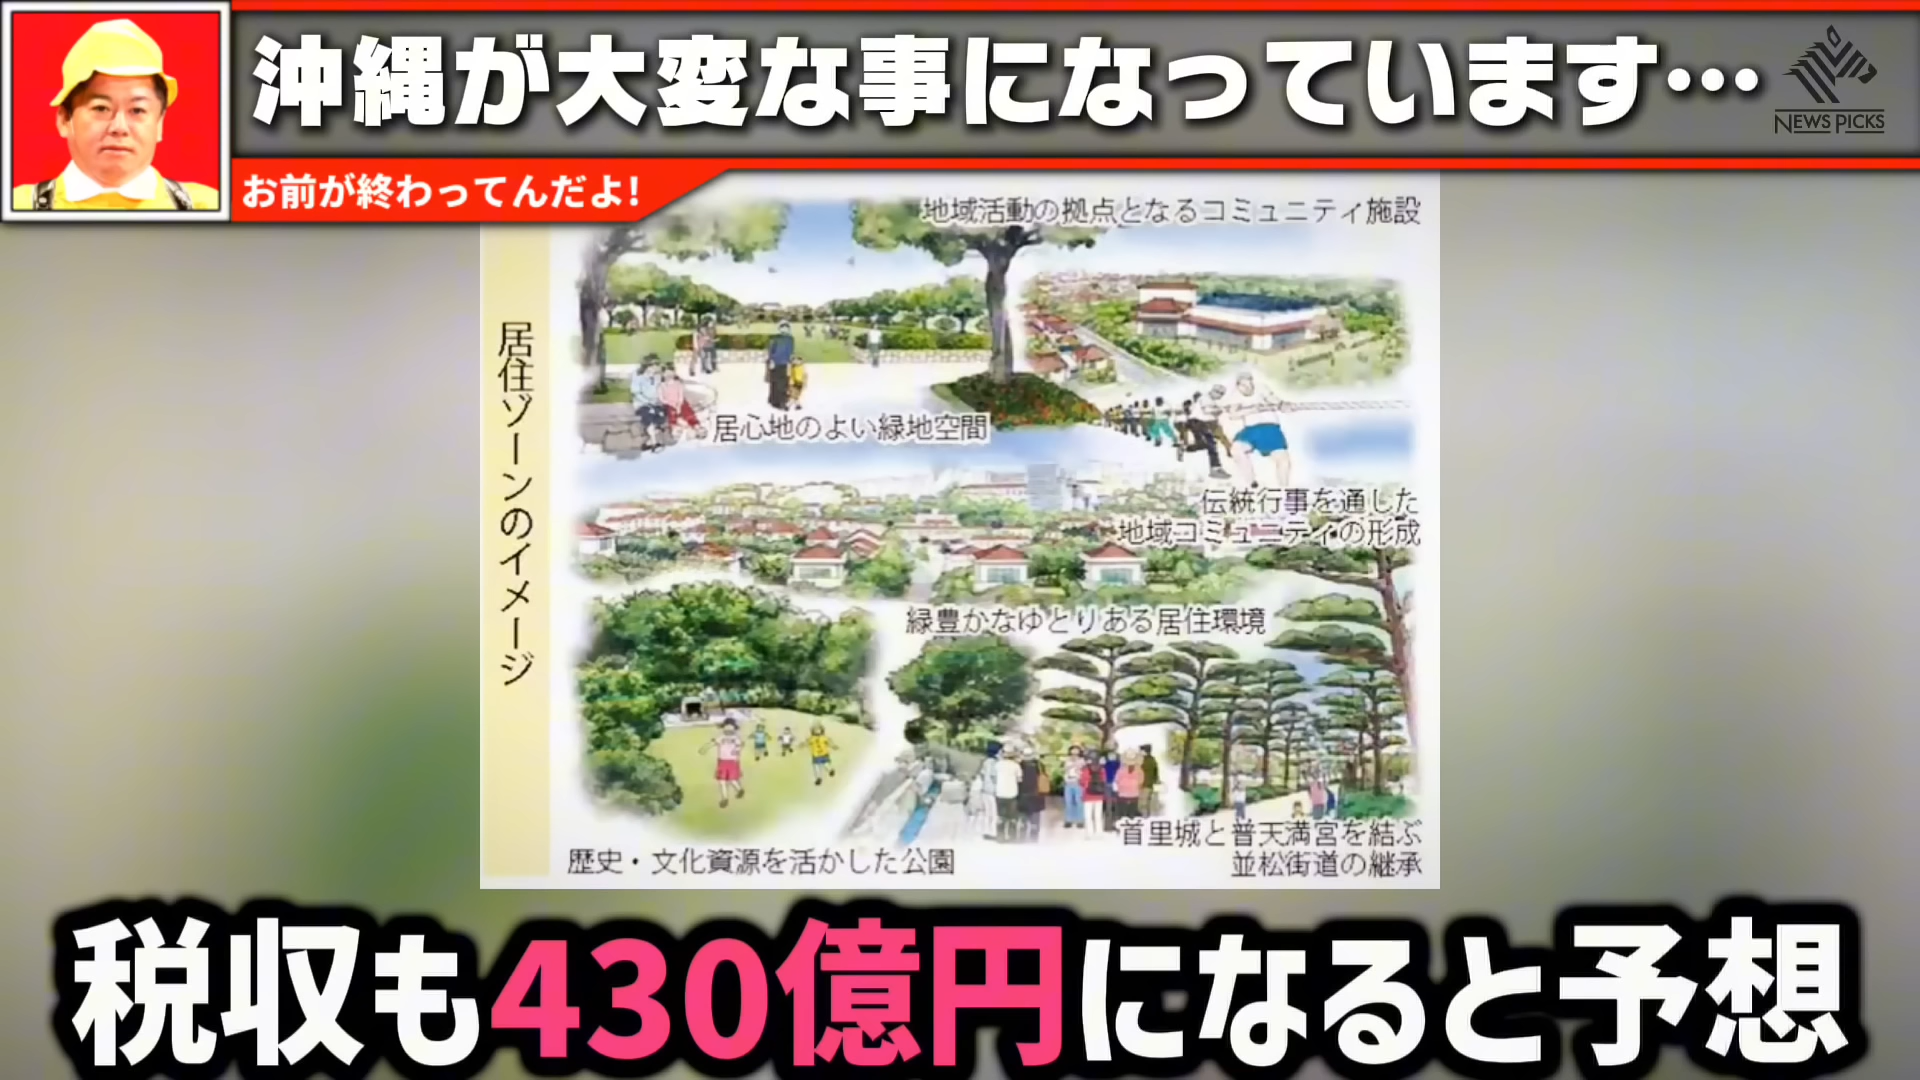 沖縄が大変な事になっています…
NEWS PICKS
お前が終わってんだよ!
地域活動の拠点となるコミュニティ施設
居住ゾーンのイメージ
居心地のよい緑地空間
伝統行事を通した
地域コミュニティの形成
緑豊かなゆとりある居住環境
首里城と普天満宮を結ぶ
並松街道の継承
歴史・文化資源を活かした公園
税収も430億円になると予想